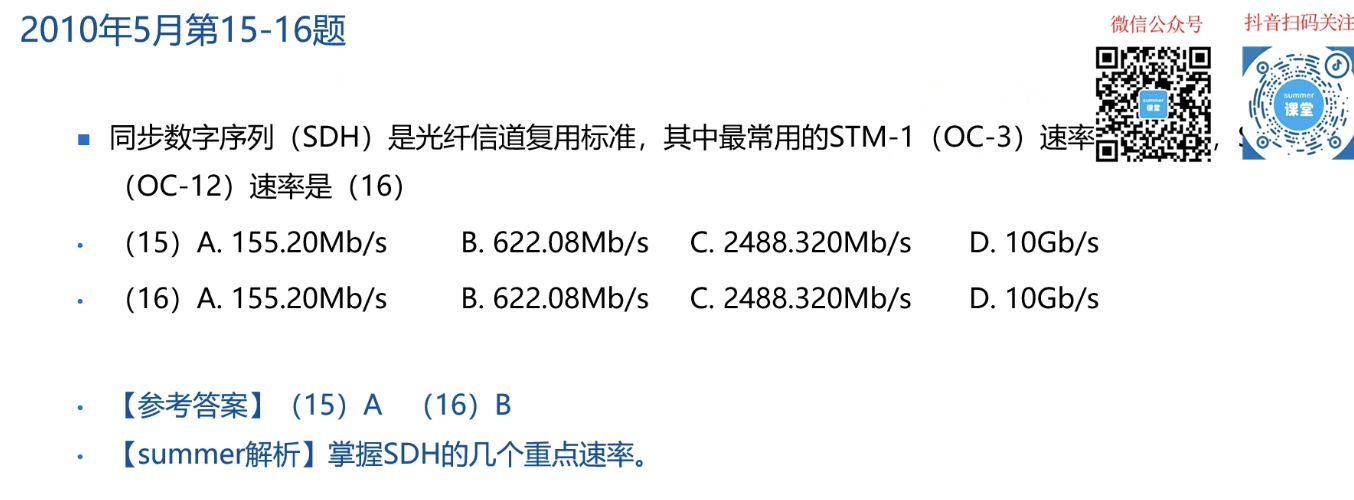 2010年5月第15-16题
微信公众号
抖音扫码关注
summer
课堂
summer
课堂
同步数字序列（SDH）是光纤信道复用标准，其中最常用的STM-1（OC-3）速率
，
（OC-12）速率是（16）
（15）A. 155.20Mb/s B. 622.08Mb/s C. 2488.320Mb/s D. 10Gb/s
（16）A. 155.20Mb/s B. 622.08Mb/s C. 2488.320Mb/s D. 10Gb/s
【参考答案】（15）A （16）B
【summer解析】掌握SDH的几个重点速率。